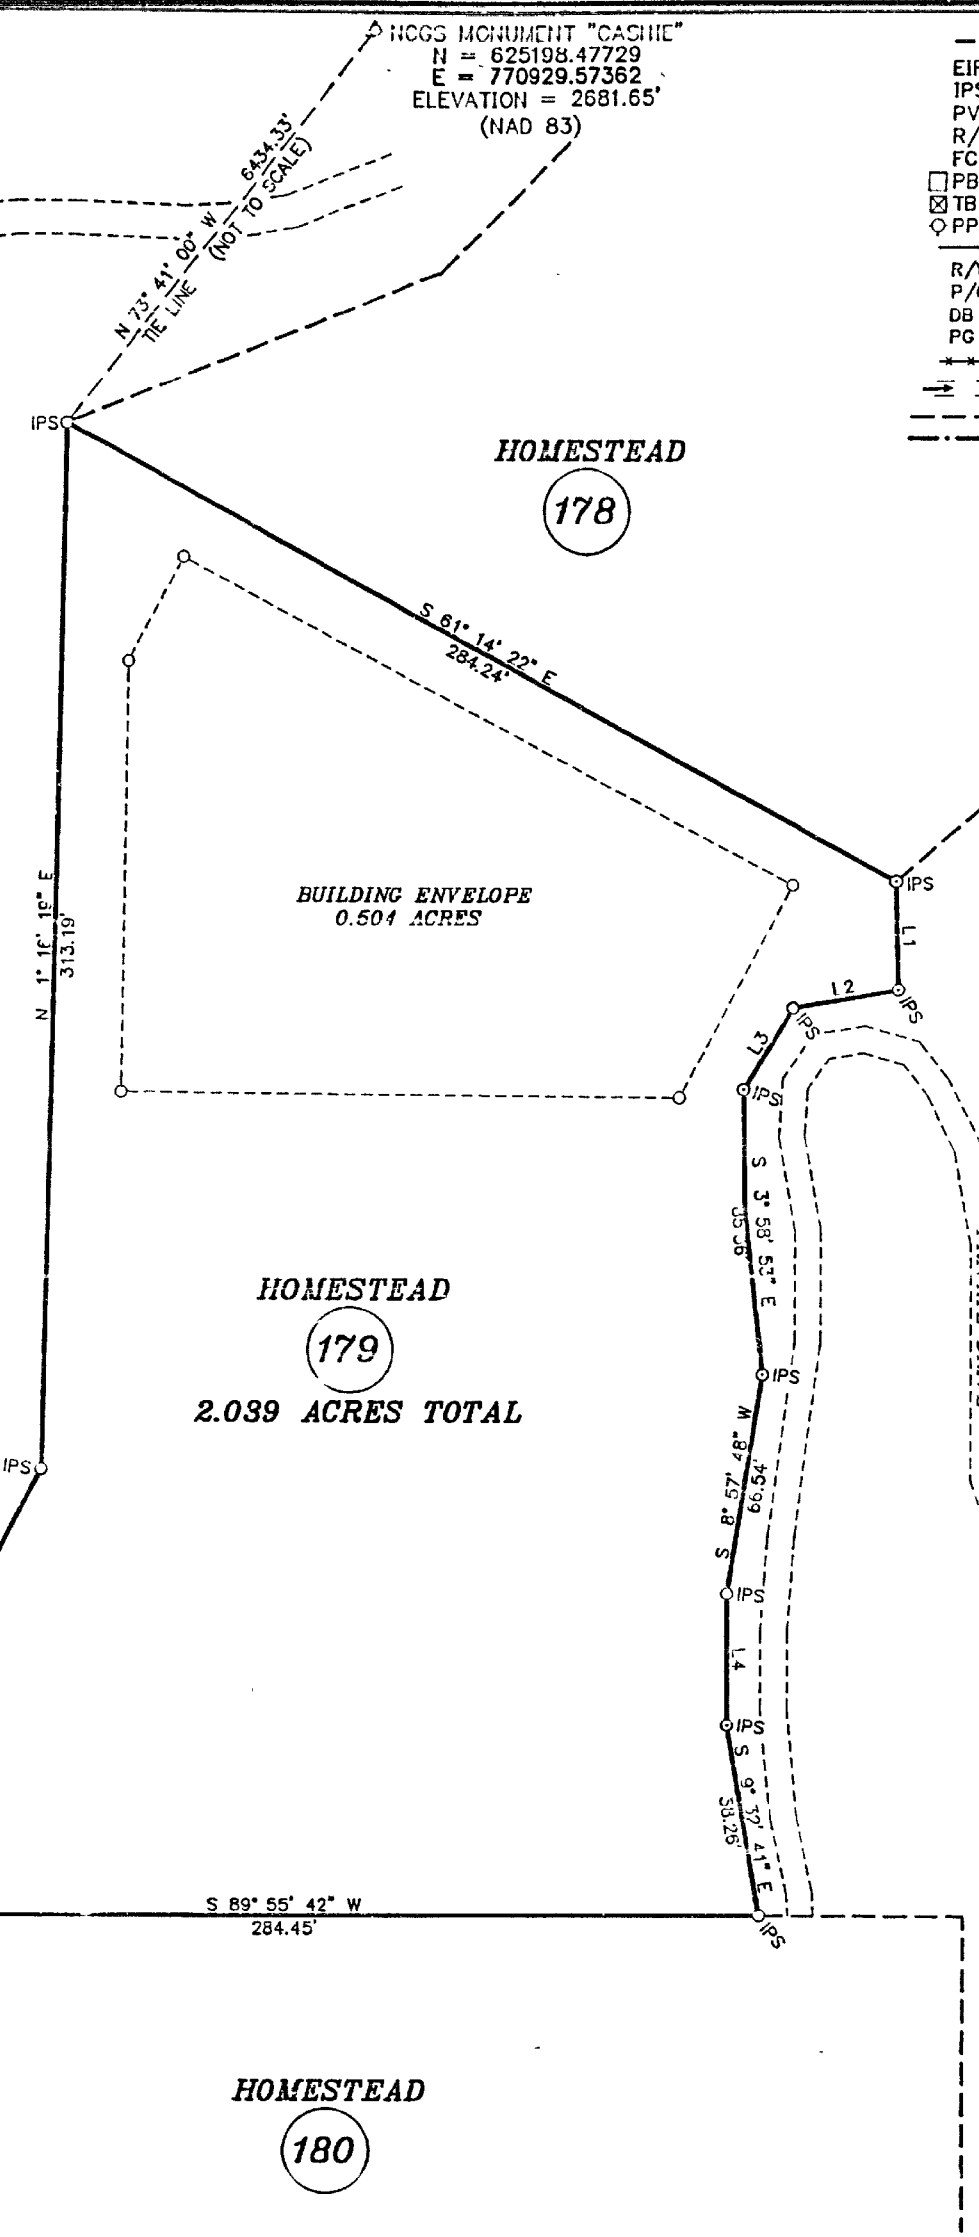 NCGS MONUMENT "CASHIE"
N = 625198.47729
E = 770929.57362
ELEVATION = 2681.65'
(NAD 83)
EIP
IPS
PV
R/
FC
PB
TB
PP
R/
P/
DB
PG
N 73° 41' 00" W 6434.33'
TIE LINE (NOT TO SCALE)
IPS
HOMESTEAD
178
S 61° 14' 22" E
284.24'
BUILDING ENVELOPE
0.504 ACRES
IPS
L1
N 1° 16' 19" E
313.19'
L2
IPS
IPS
L3
IPS
S 3° 58' 53" E
HOMESTEAD
179
2.039 ACRES TOTAL
IPS
IPS
S 8° 57' 48" W
66.54'
IPS
L4
IPS
S 9° 32' 41" E
58.26'
S 89° 55' 42" W
284.45'
IPS
HOMESTEAD
180